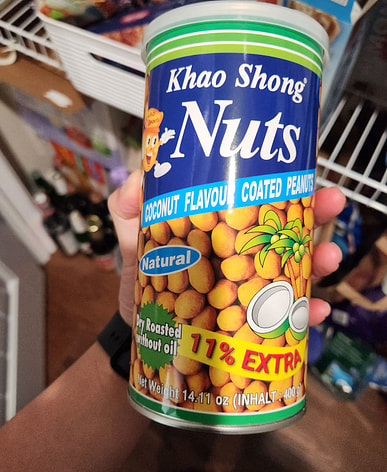 Khao Shong®
Nuts
COCONUT FLAVOUR COATED PEANUTS
Natural
Dry Roasted
without oil
11% EXTRA
Net Weight 14.11 oz (INHALT: 400g)